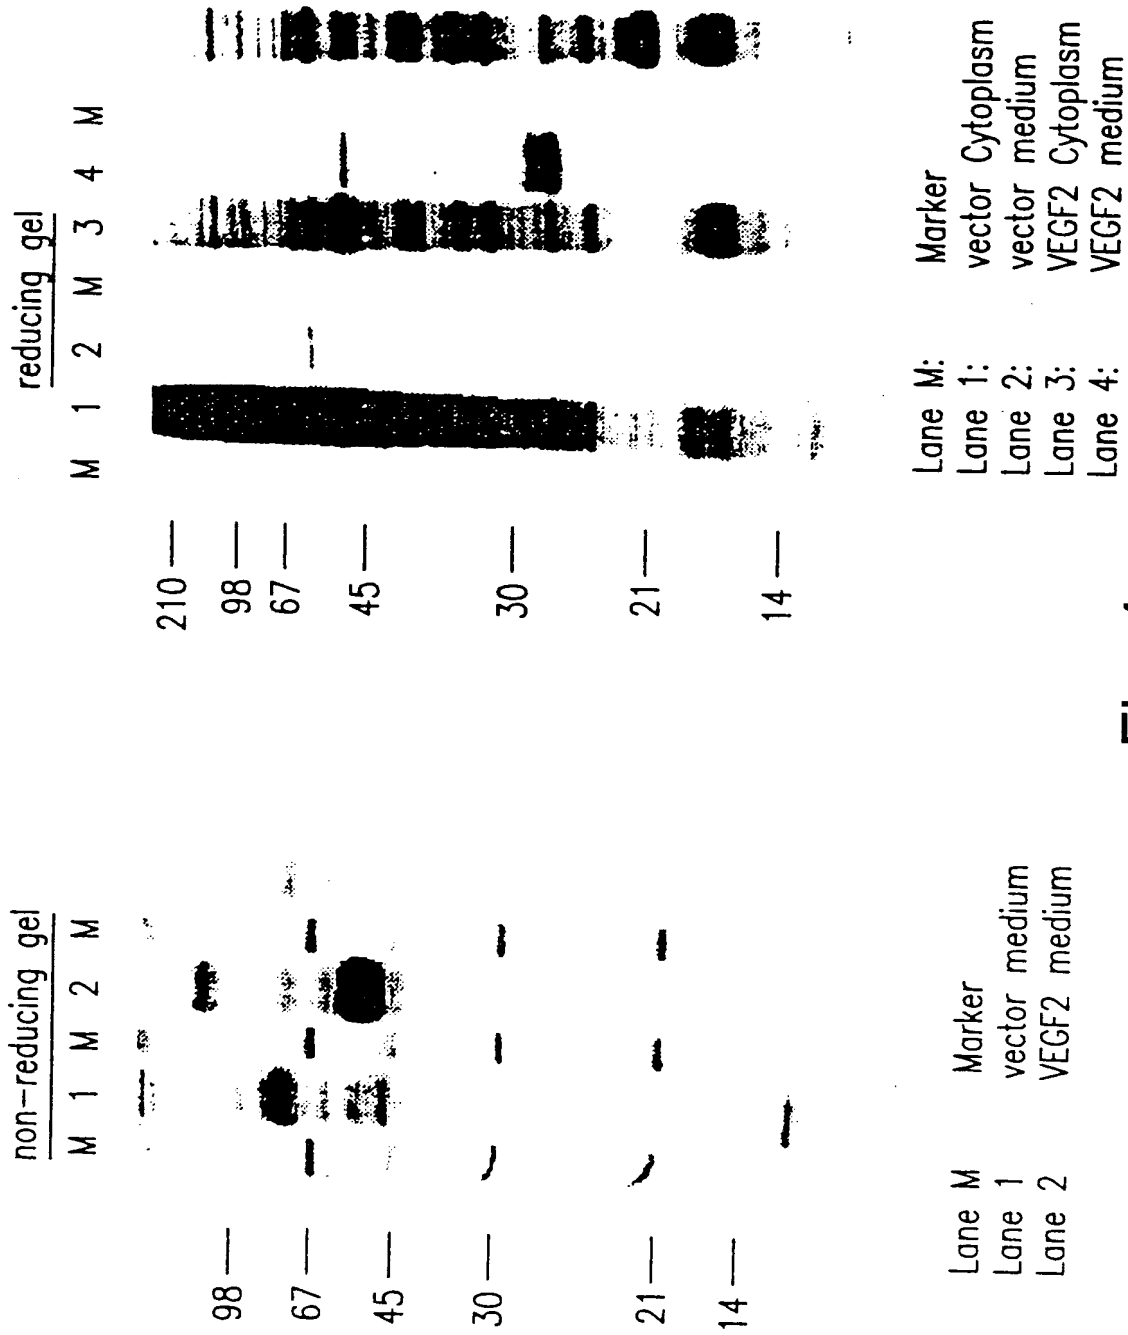 non-reducing gel
M 1 M 2 M
98
67
45
30
21
14
Lane M Marker
Lane 1 vector medium
Lane 2 VEGF2 medium
reducing gel
M 1 2 M 3 4 M
210
98
67
45
30
21
14
Lane M: Marker
Lane 1: vector Cytoplasm
Lane 2: vector medium
Lane 3: VEGF2 Cytoplasm
Lane 4: VEGF2 medium